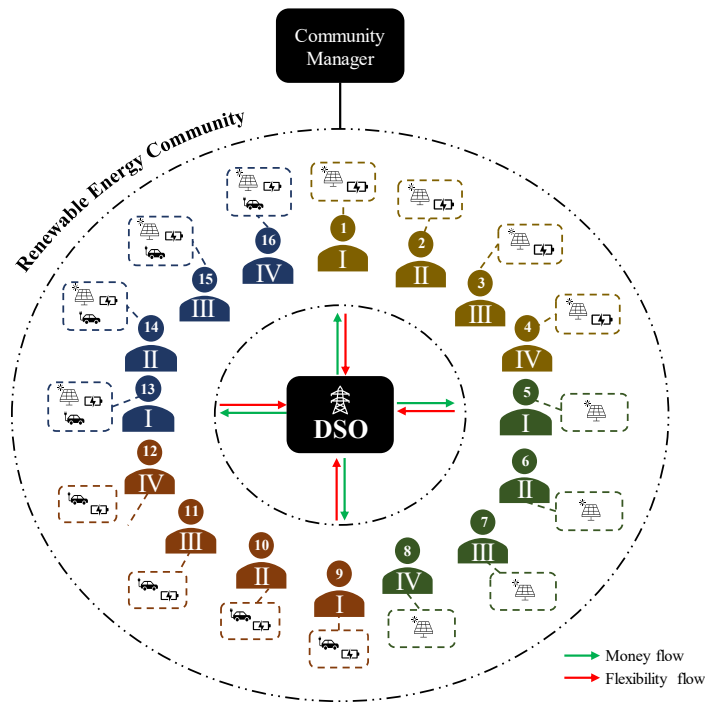 Community
Manager
Renewable Energy Community
16
IV
1
I
2
II
15
III
3
III
14
II
4
IV
13
I
5
I
DSO
12
IV
6
II
11
III
7
III
10
II
9
I
8
IV
Money flow
Flexibility flow